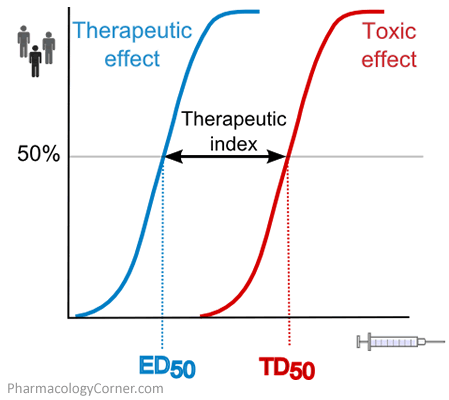 Therapeutic
effect
Toxic
effect
Therapeutic
index
50%
ED50
TD50
PharmacologyCorner.com